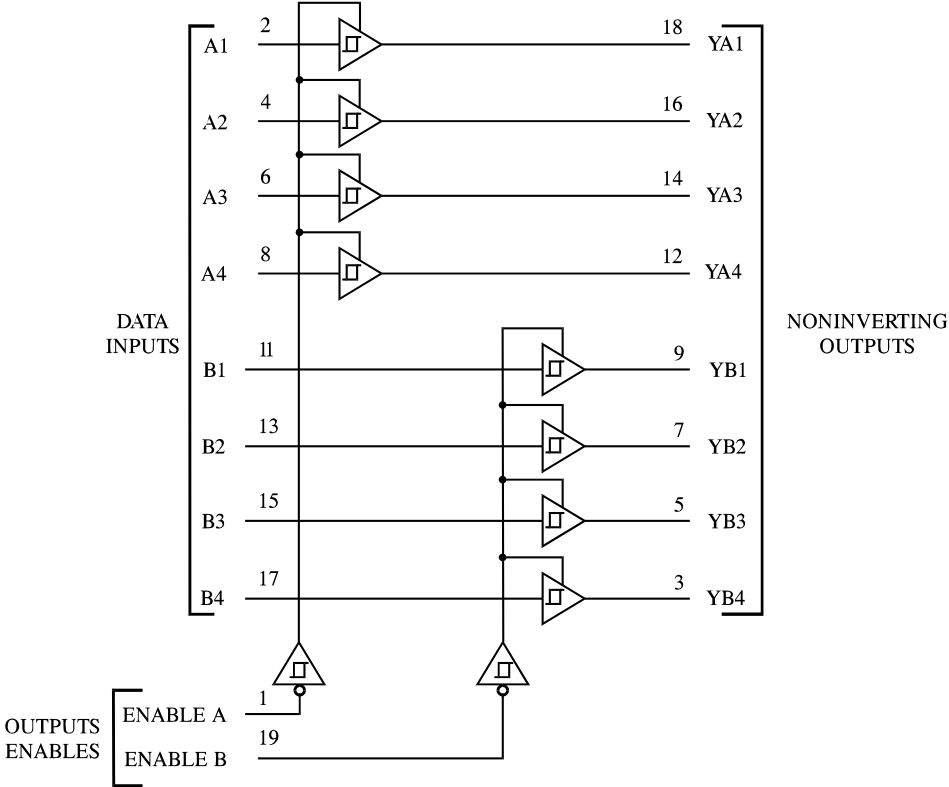 A1 2 18 YA1
A2 4 16 YA2
A3 6 14 YA3
A4 8 12 YA4
DATA
INPUTS
NONINVERTING
OUTPUTS
B1 11 9 YB1
B2 13 7 YB2
B3 15 5 YB3
B4 17 3 YB4
OUTPUTS
ENABLES
ENABLE A 1
ENABLE B 19